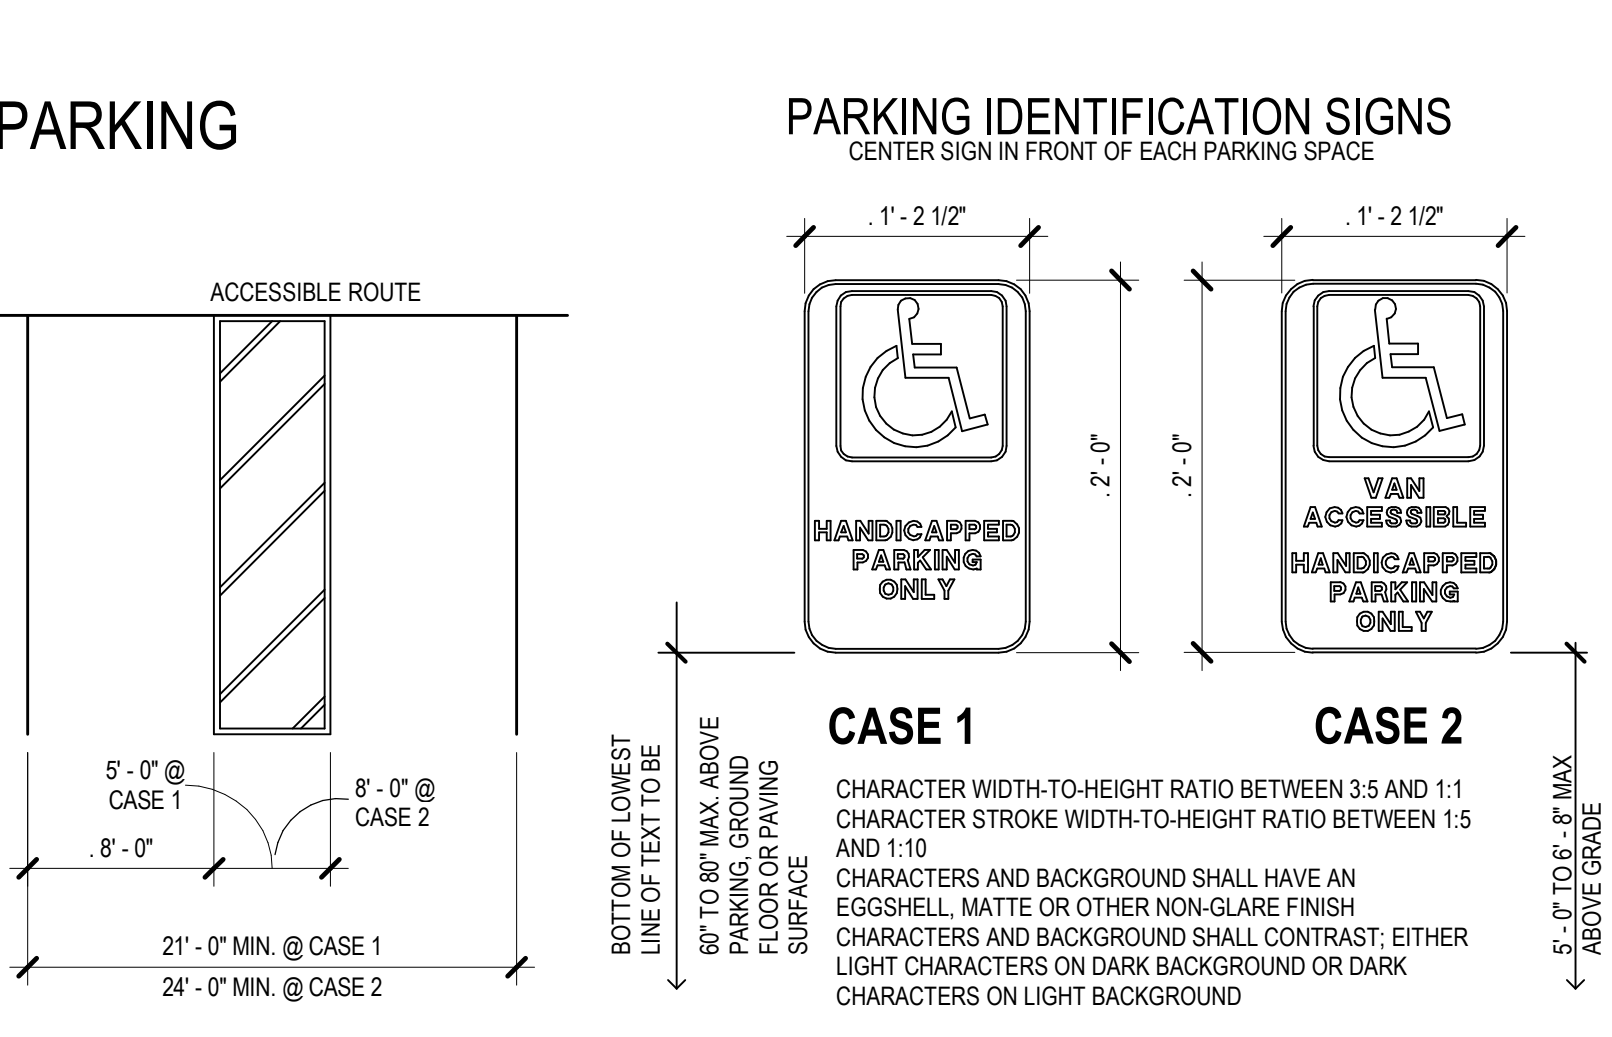 PARKING
ACCESSIBLE ROUTE
5' - 0" @
CASE 1
8' - 0" @
CASE 2
. 8' - 0"
21' - 0" MIN. @ CASE 1
24' - 0" MIN. @ CASE 2
PARKING IDENTIFICATION SIGNS
CENTER SIGN IN FRONT OF EACH PARKING SPACE
. 1' - 2 1/2"
. 1' - 2 1/2"
. 2' - 0"
. 2' - 0"
HANDICAPPED
PARKING
ONLY
VAN
ACCESSIBLE
HANDICAPPED
PARKING
ONLY
CASE 1
CASE 2
BOTTOM OF LOWEST
LINE OF TEXT TO BE
60" TO 80" MAX. ABOVE
PARKING, GROUND
FLOOR OR PAVING
SURFACE
CHARACTER WIDTH-TO-HEIGHT RATIO BETWEEN 3:5 AND 1:1
CHARACTER STROKE WIDTH-TO-HEIGHT RATIO BETWEEN 1:5
AND 1:10
CHARACTERS AND BACKGROUND SHALL HAVE AN
EGGSHELL, MATTE OR OTHER NON-GLARE FINISH
CHARACTERS AND BACKGROUND SHALL CONTRAST; EITHER
LIGHT CHARACTERS ON DARK BACKGROUND OR DARK
CHARACTERS ON LIGHT BACKGROUND
5' - 0" TO 6' - 8" MAX
ABOVE GRADE